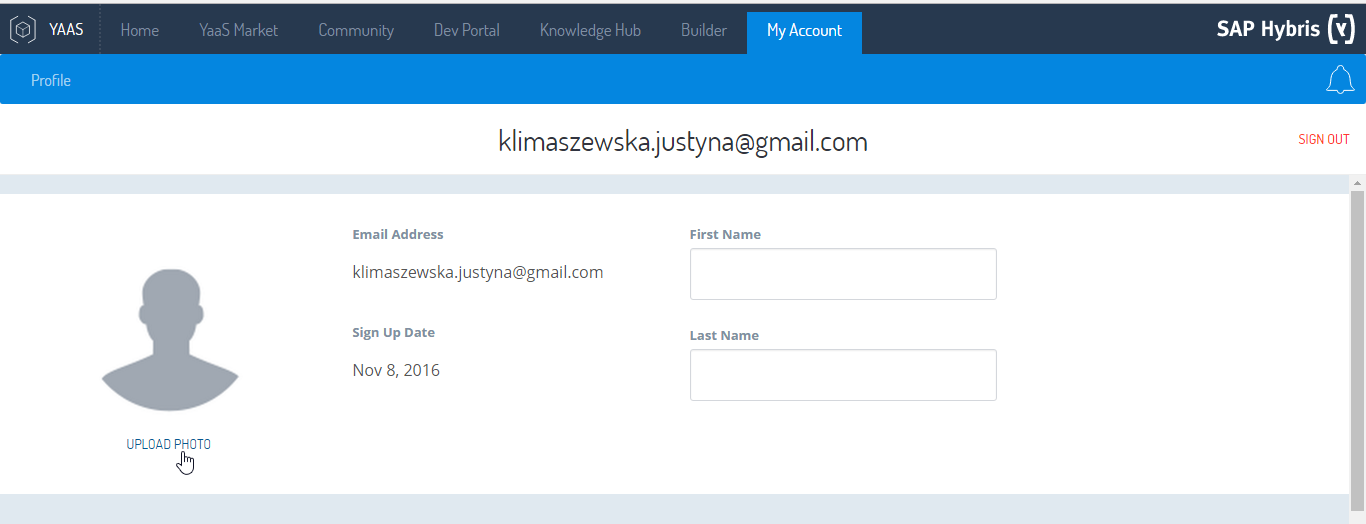 YAAS Home YaaS Market Community Dev Portal Knowledge Hub Builder My Account SAP Hybris (Y)
Profile
klimaszewska.justyna@gmail.com
SIGN OUT
Email Address
klimaszewska.justyna@gmail.com
Sign Up Date
Nov 8, 2016
First Name
Last Name
UPLOAD PHOTO